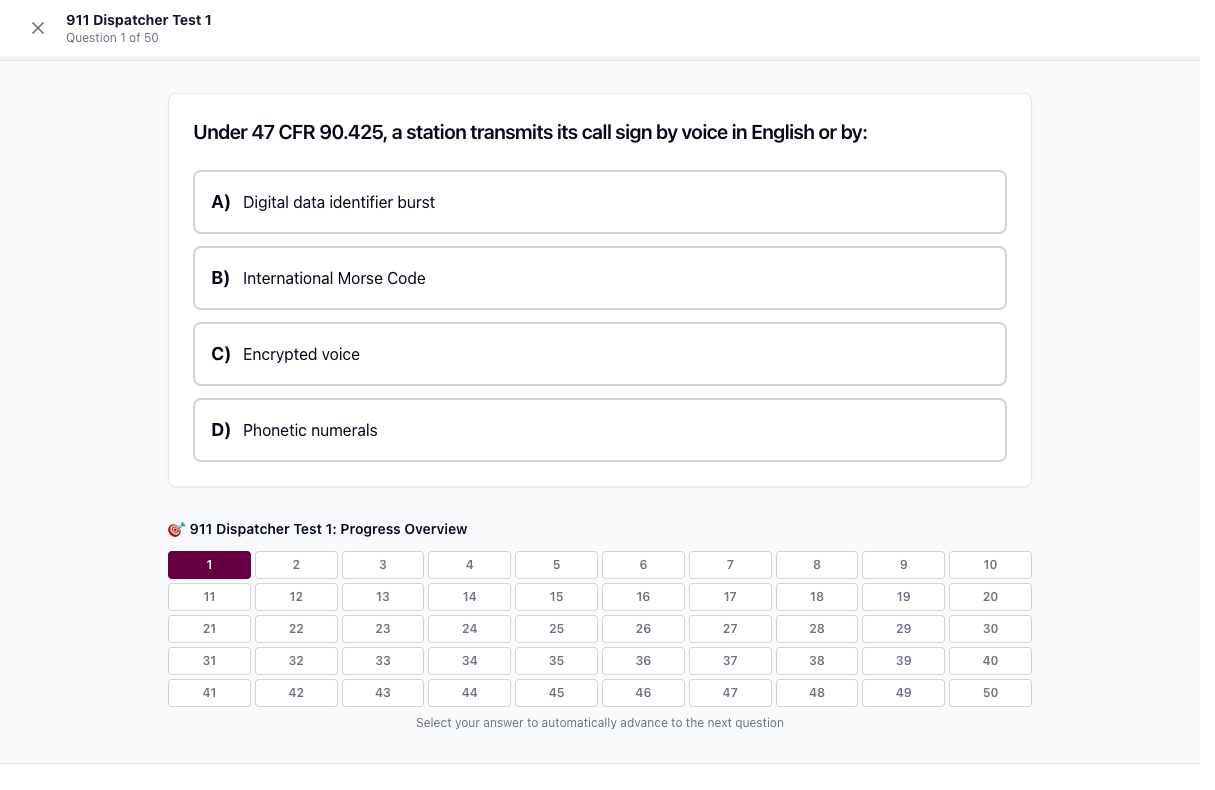 911 Dispatcher Test 1
Question 1 of 50
Under 47 CFR 90.425, a station transmits its call sign by voice in English or by:
A) Digital data identifier burst
B) International Morse Code
C) Encrypted voice
D) Phonetic numerals
🎯 911 Dispatcher Test 1: Progress Overview
1 2 3 4 5 6 7 8 9 10
11 12 13 14 15 16 17 18 19 20
21 22 23 24 25 26 27 28 29 30
31 32 33 34 35 36 37 38 39 40
41 42 43 44 45 46 47 48 49 50
Select your answer to automatically advance to the next question